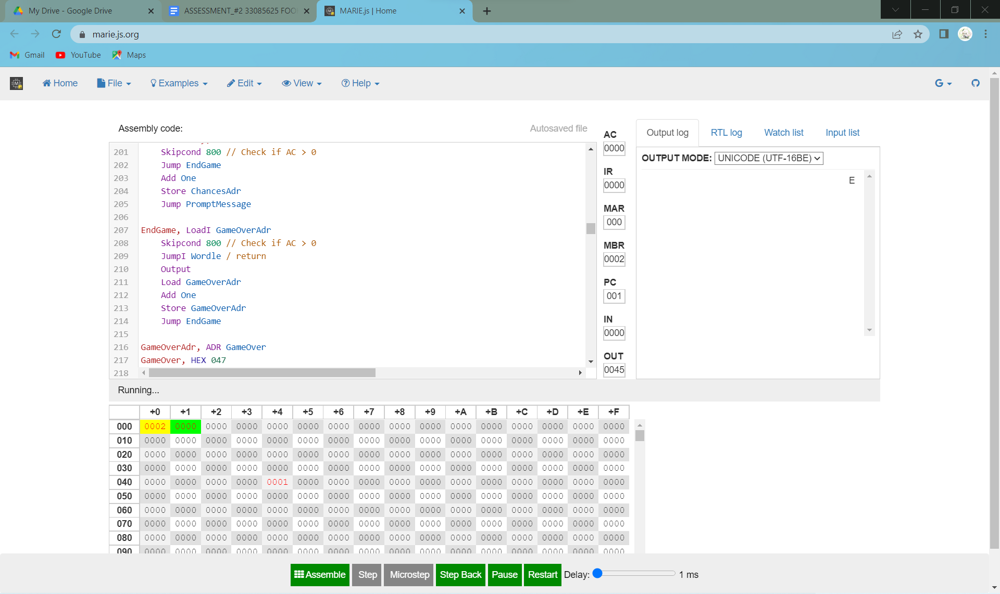 My Drive - Google Drive
ASSESSMENT_#2 33085625 FOO
MARIE.js | Home
marie.js.org
Gmail YouTube Maps
Home File Examples Edit View Help
Assembly code:
Autosaved file
201 Skipcond 800 // Check if AC > 0
202 Jump EndGame
203 Add One
204 Store ChancesAdr
205 Jump PromptMessage
206
207 EndGame, LoadI GameOverAdr
208 Skipcond 800 // Check if AC > 0
209 JumpI Wordle / return
210 Output
211 Load GameOverAdr
212 Add One
213 Store GameOverAdr
214 Jump EndGame
215
216 GameOverAdr, ADR GameOver
217 GameOver, HEX 047
218
AC
0000
IR
0000
MAR
000
MBR
0002
PC
001
IN
0000
OUT
0045
Output log RTL log Watch list Input list
OUTPUT MODE: UNICODE (UTF-16BE)
E
Running...
+0 +1 +2 +3 +4 +5 +6 +7 +8 +9 +A +B +C +D +E +F
000 0002 0000 0000 0000 0000 0000 0000 0000 0000 0000 0000 0000 0000 0000 0000 0000
010 0000 0000 0000 0000 0000 0000 0000 0000 0000 0000 0000 0000 0000 0000 0000 0000
020 0000 0000 0000 0000 0000 0000 0000 0000 0000 0000 0000 0000 0000 0000 0000 0000
030 0000 0000 0000 0000 0000 0000 0000 0000 0000 0000 0000 0000 0000 0000 0000 0000
040 0000 0000 0000 0000 0001 0000 0000 0000 0000 0000 0000 0000 0000 0000 0000 0000
050 0000 0000 0000 0000 0000 0000 0000 0000 0000 0000 0000 0000 0000 0000 0000 0000
060 0000 0000 0000 0000 0000 0000 0000 0000 0000 0000 0000 0000 0000 0000 0000 0000
070 0000 0000 0000 0000 0000 0000 0000 0000 0000 0000 0000 0000 0000 0000 0000 0000
080 0000 0000 0000 0000 0000 0000 0000 0000 0000 0000 0000 0000 0000 0000 0000 0000
090 0000 0000 0000 0000 0000 0000 0000 0000 0000 0000 0000 0000 0000 0000 0000 0000
Assemble Step Microstep Step Back Pause Restart Delay: 1 ms